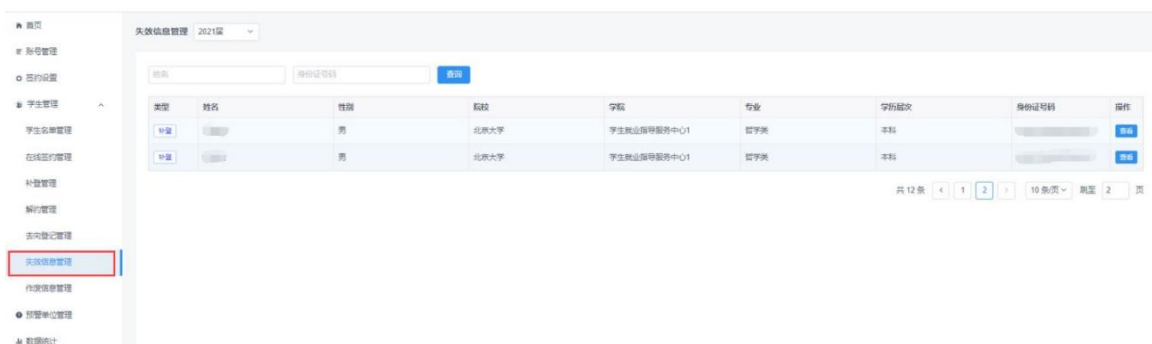 首页
账号管理
签约设置
学生管理
学生名单管理
在线签约管理
补登管理
解约管理
去向登记管理
失效信息管理
作废信息管理
预警单位管理
数据统计
失效信息管理 2021届
姓名 身份证号码 查询
类型 姓名 性别 院校 学院 专业 学历层次 身份证号码 操作
补登 男 北京大学 学生就业指导服务中心1 哲学类 本科 查看
补登 男 北京大学 学生就业指导服务中心1 哲学类 本科 查看
共 12 条 < 1 2 > 10 条/页 跳至 2 页